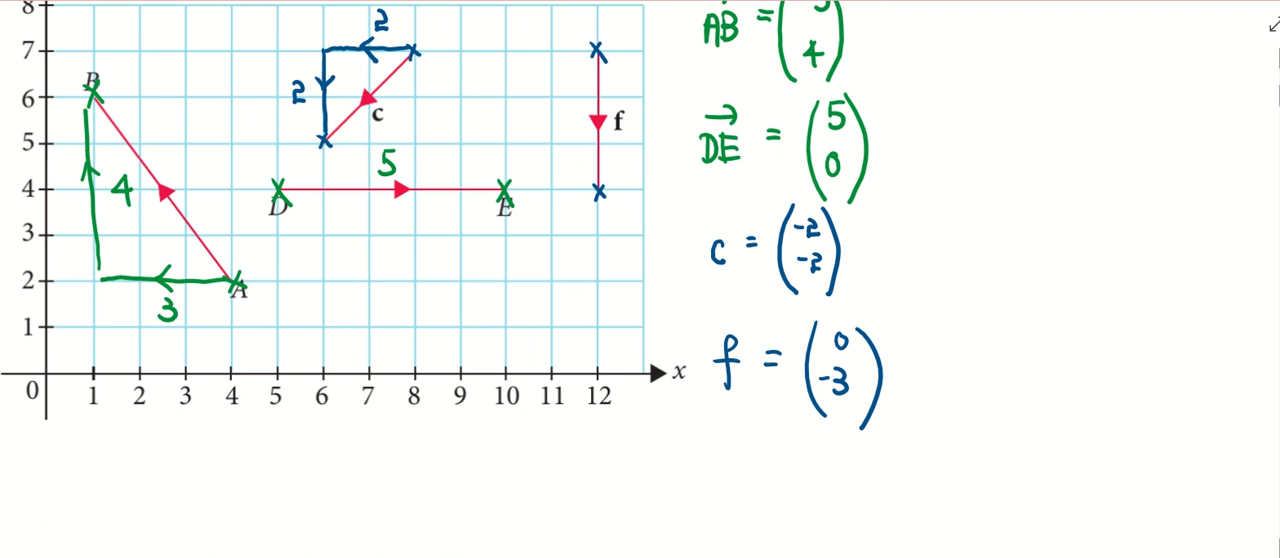 8
7
6
5
4
3
2
1
0
1 2 3 4 5 6 7 8 9 10 11 12
x
B
A
4
3
2
2
c
5
D
E
f
AB = ( 4 )
DE = ( 5 0 )
c = ( -2 -2 )
f = ( 0 -3 )